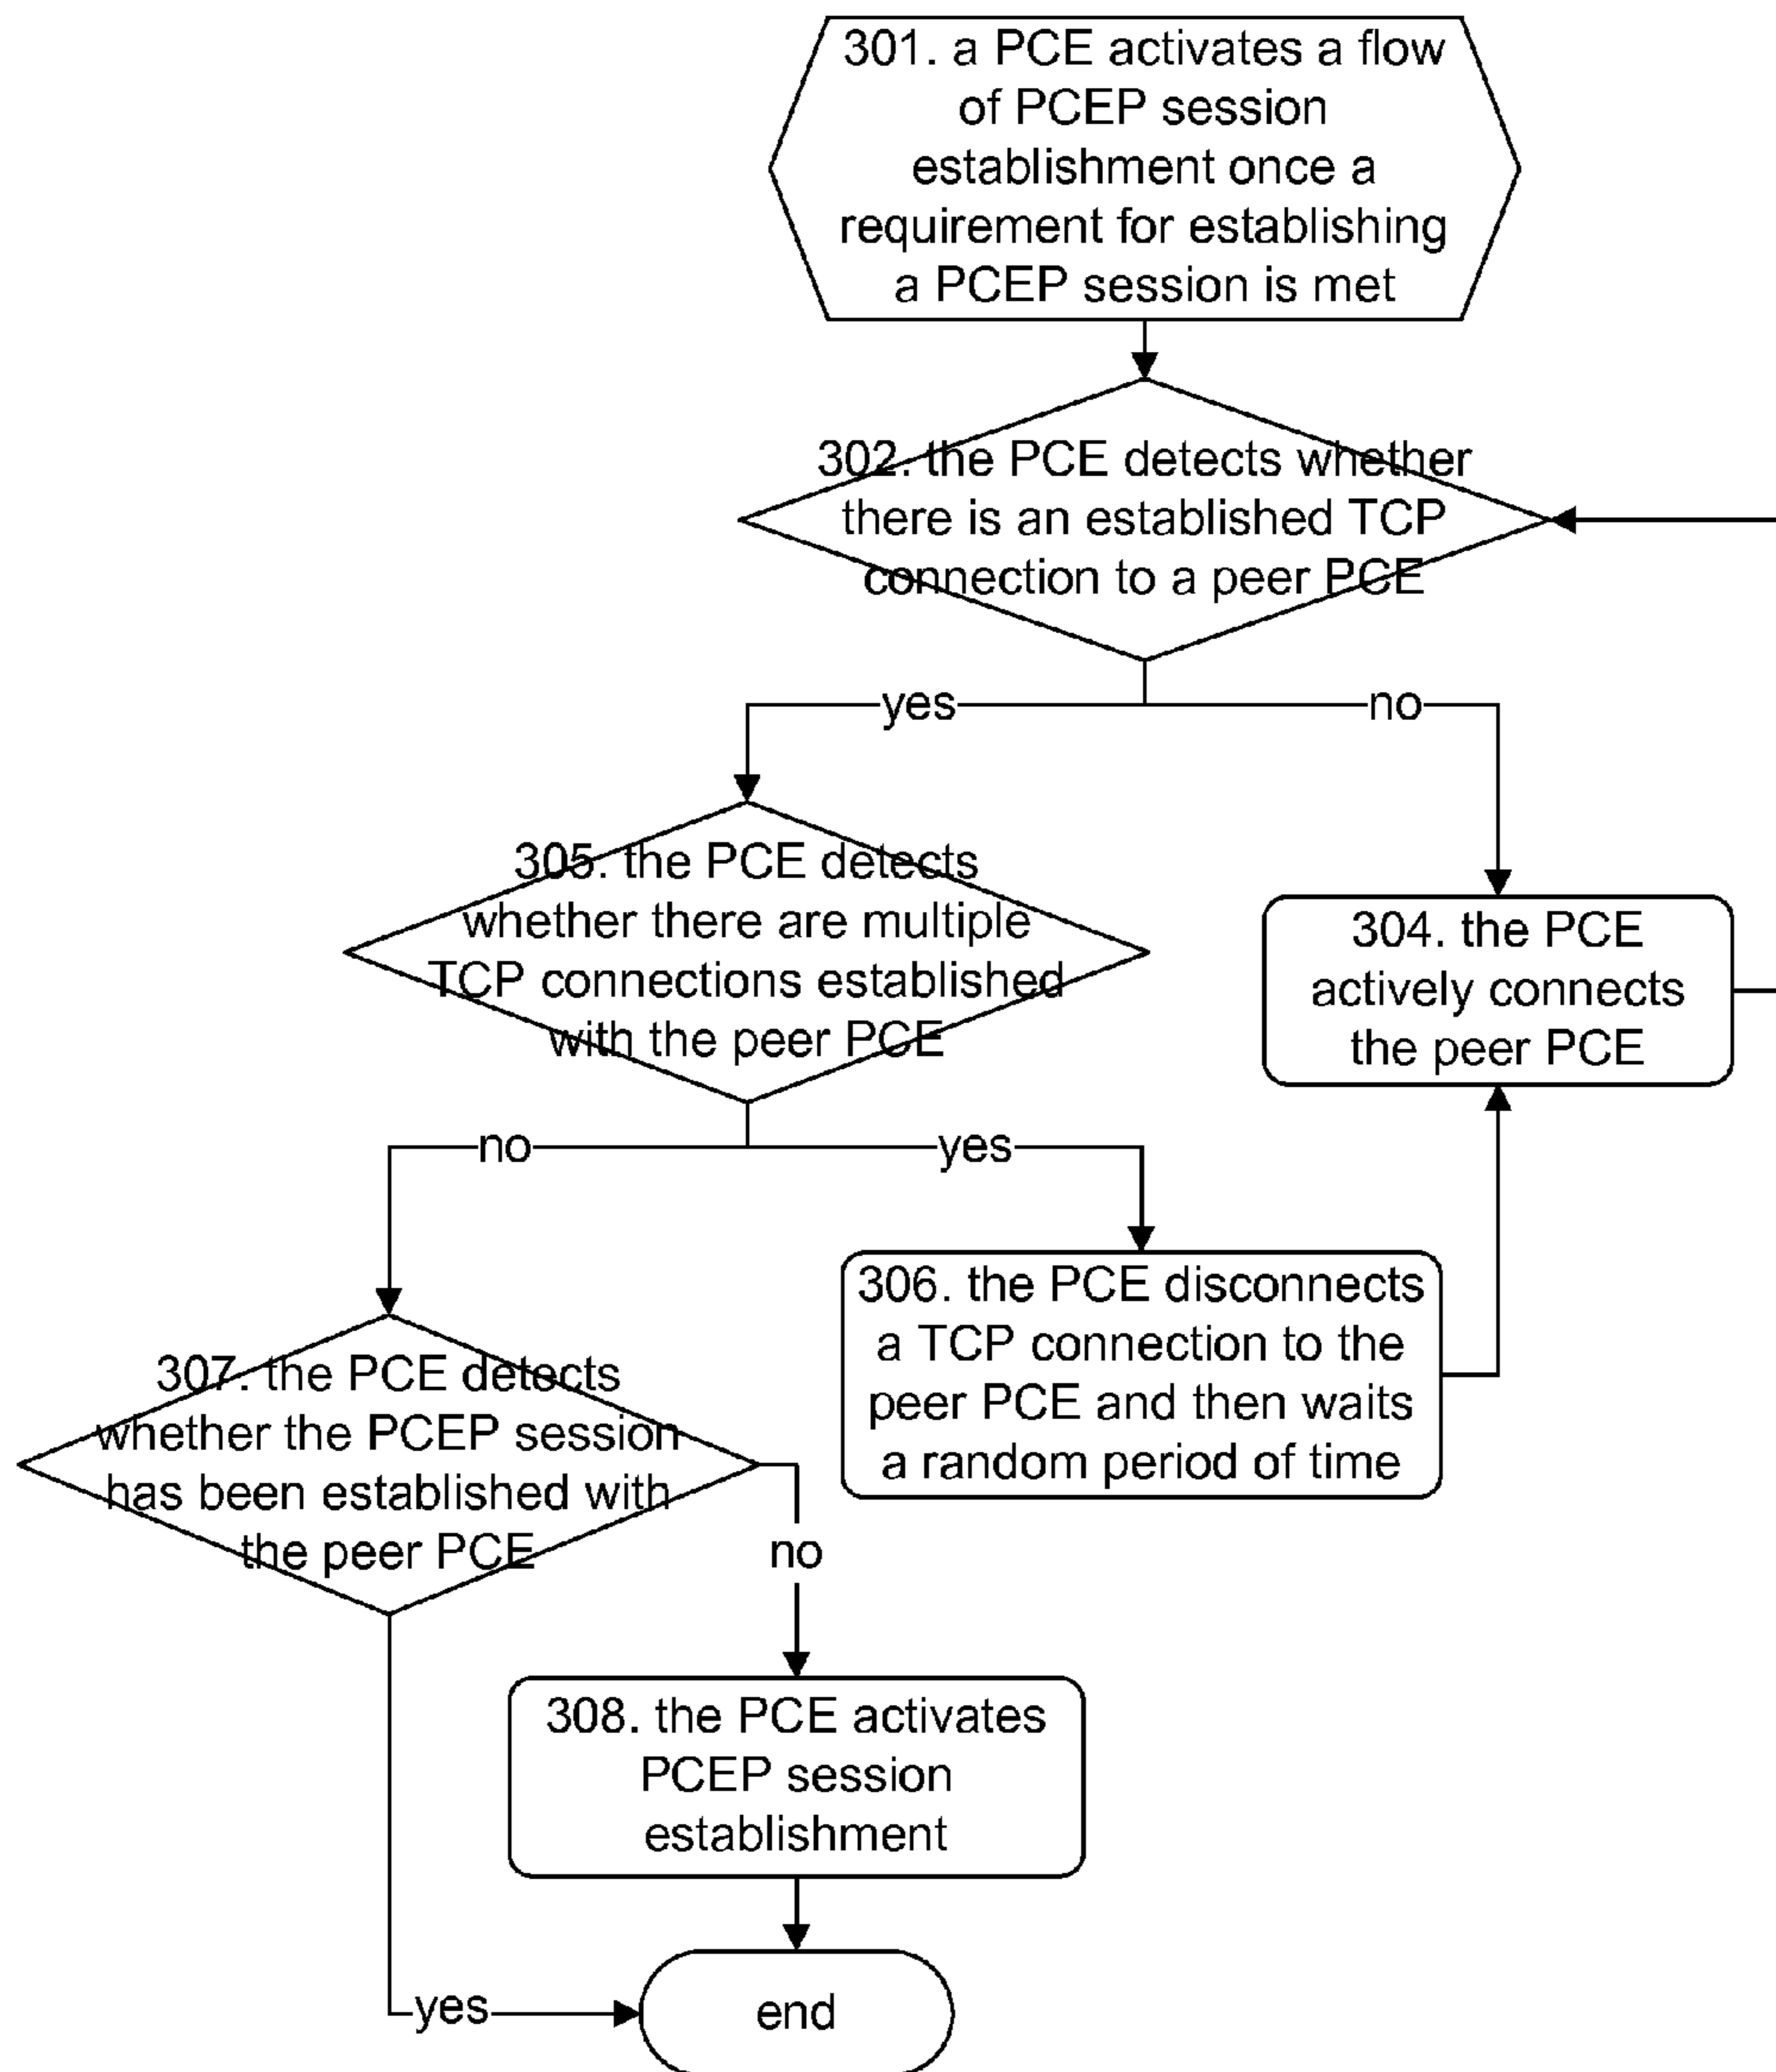 301. a PCE activates a flow
of PCEP session
establishment once a
requirement for establishing
a PCEP session is met
302. the PCE detects whether
there is an established TCP
connection to a peer PCE
yes
no
305. the PCE detects
whether there are multiple
TCP connections established
with the peer PCE
304. the PCE
actively connects
the peer PCE
no
yes
306. the PCE disconnects
a TCP connection to the
peer PCE and then waits
a random period of time
307. the PCE detects
whether the PCEP session
has been established with
the peer PCE
no
308. the PCE activates
PCEP session
establishment
yes
end